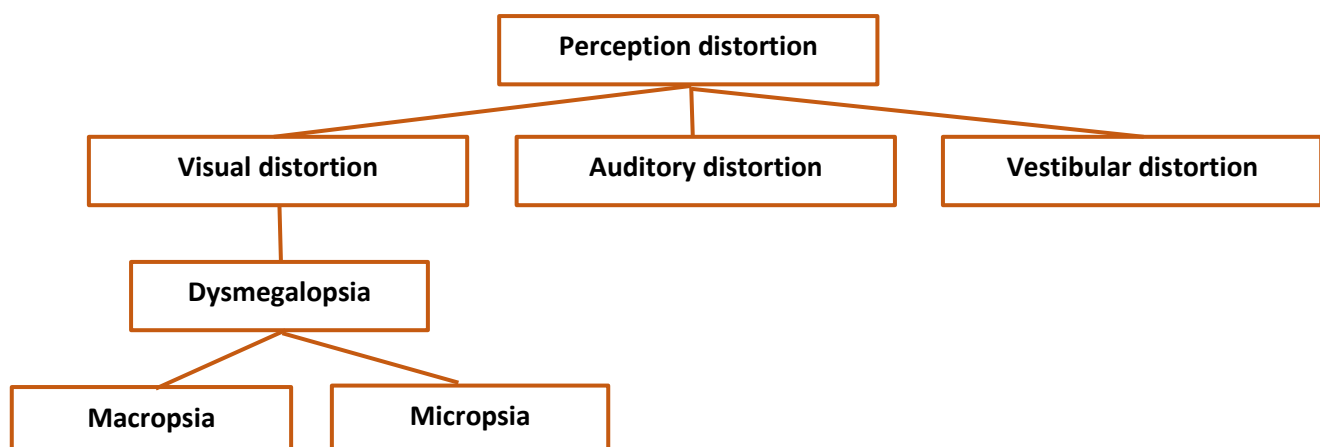 Perception distortion
Visual distortion
Auditory distortion
Vestibular distortion
Dysmegalopsia
Macropsia
Micropsia